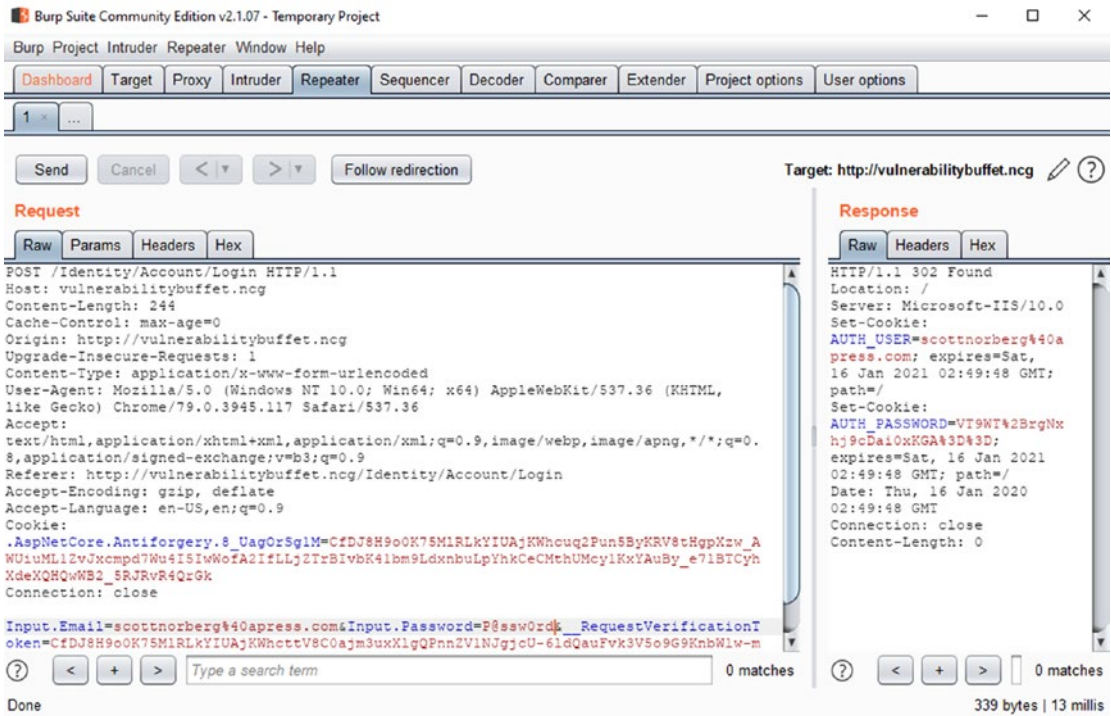 Burp Suite Community Edition v2.1.07 - Temporary Project
Burp Project Intruder Repeater Window Help
Dashboard Target Proxy Intruder Repeater Sequencer Decoder Comparer Extender Project options User options
1 × ...
Send Cancel < | ▼ > | ▼ Follow redirection Target: http://vulnerabilitybuffet.ncg ?
Request
Raw Params Headers Hex
POST /Identity/Account/Login HTTP/1.1
Host: vulnerabilitybuffet.ncg
Content-Length: 244
Cache-Control: max-age=0
Origin: http://vulnerabilitybuffet.ncg
Upgrade-Insecure-Requests: 1
Content-Type: application/x-www-form-urlencoded
User-Agent: Mozilla/5.0 (Windows NT 10.0; Win64; x64) AppleWebKit/537.36 (KHTML,
like Gecko) Chrome/79.0.3945.117 Safari/537.36
Accept:
text/html,application/xhtml+xml,application/xml;q=0.9,image/webp,image/apng,*/*;q=0.
8,application/signed-exchange;v=b3;q=0.9
Referer: http://vulnerabilitybuffet.ncg/Identity/Account/Login
Accept-Encoding: gzip, deflate
Accept-Language: en-US,en;q=0.9
Cookie:
.AspNetCore.Antiforgery.8_UagOrSg1M=CfDJ8H9o0K75M1RLkYIUAjKWhcuq2Pun5ByKRV8tHgpXzw_A
WUiuML1ZvJxcmpd7Wu4I5IwWofA2IfLLjZTrBIvbK41bm9LdxnbuLpYhkCeCMthUMcy1KxYAuBy_e71BTCyh
XdeXQHQwWB2_5RJRvR4QrGk
Connection: close
Input.Email=scottnorberg%40apress.com&Input.Password=P@ssw0rd&__RequestVerificationT
oken=CfDJ8H9o0K75M1RLkYIUAjKWhcttV8C0ajm3uxXlgQPnnZVlNJgjcU-6ldQauFvk3V5o9G9KnbWlw-m
? < + > Type a search term 0 matches
Response
Raw Headers Hex
HTTP/1.1 302 Found
Location: /
Server: Microsoft-IIS/10.0
Set-Cookie:
AUTH_USER=scottnorberg%40a
press.com; expires=Sat,
16 Jan 2021 02:49:48 GMT;
path=/
Set-Cookie:
AUTH_PASSWORD=VT9WT%2BrgNx
hj9cDai0xKGA%3D%3D;
expires=Sat, 16 Jan 2021
02:49:48 GMT; path=/
Date: Thu, 16 Jan 2020
02:49:48 GMT
Connection: close
Content-Length: 0
? < + > 0 matches
Done 339 bytes | 13 millis